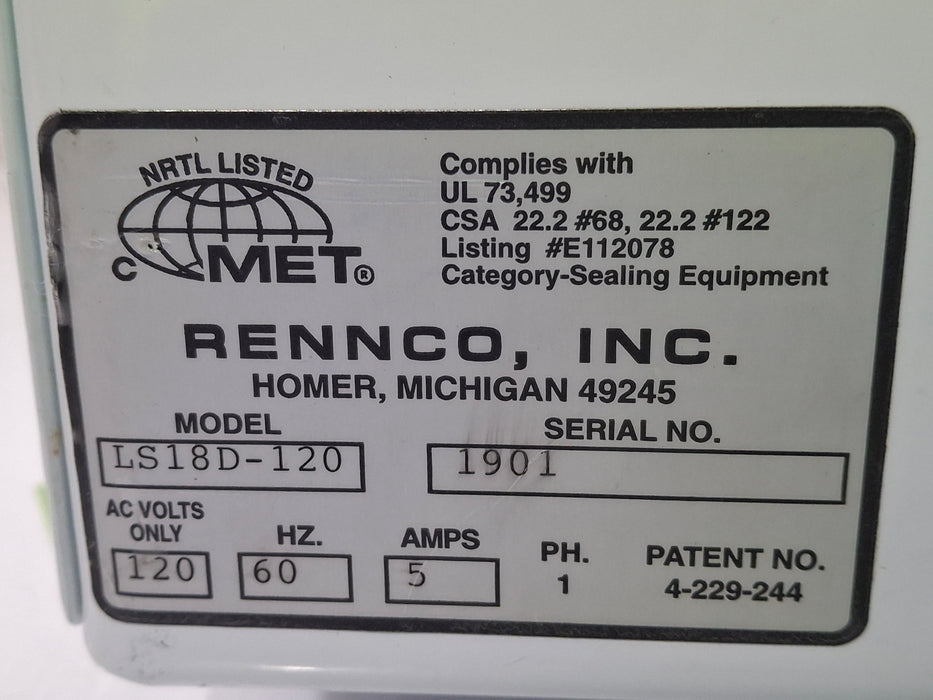 NRTL LISTED
C MET®
Complies with
UL 73,499
CSA 22.2 #68, 22.2 #122
Listing #E112078
Category-Sealing Equipment
RENNCO, INC.
HOMER, MICHIGAN 49245
MODEL
LS18D-120
SERIAL NO.
1901
AC VOLTS
ONLY
120
HZ.
60
AMPS
5
PH.
1
PATENT NO.
4-229-244